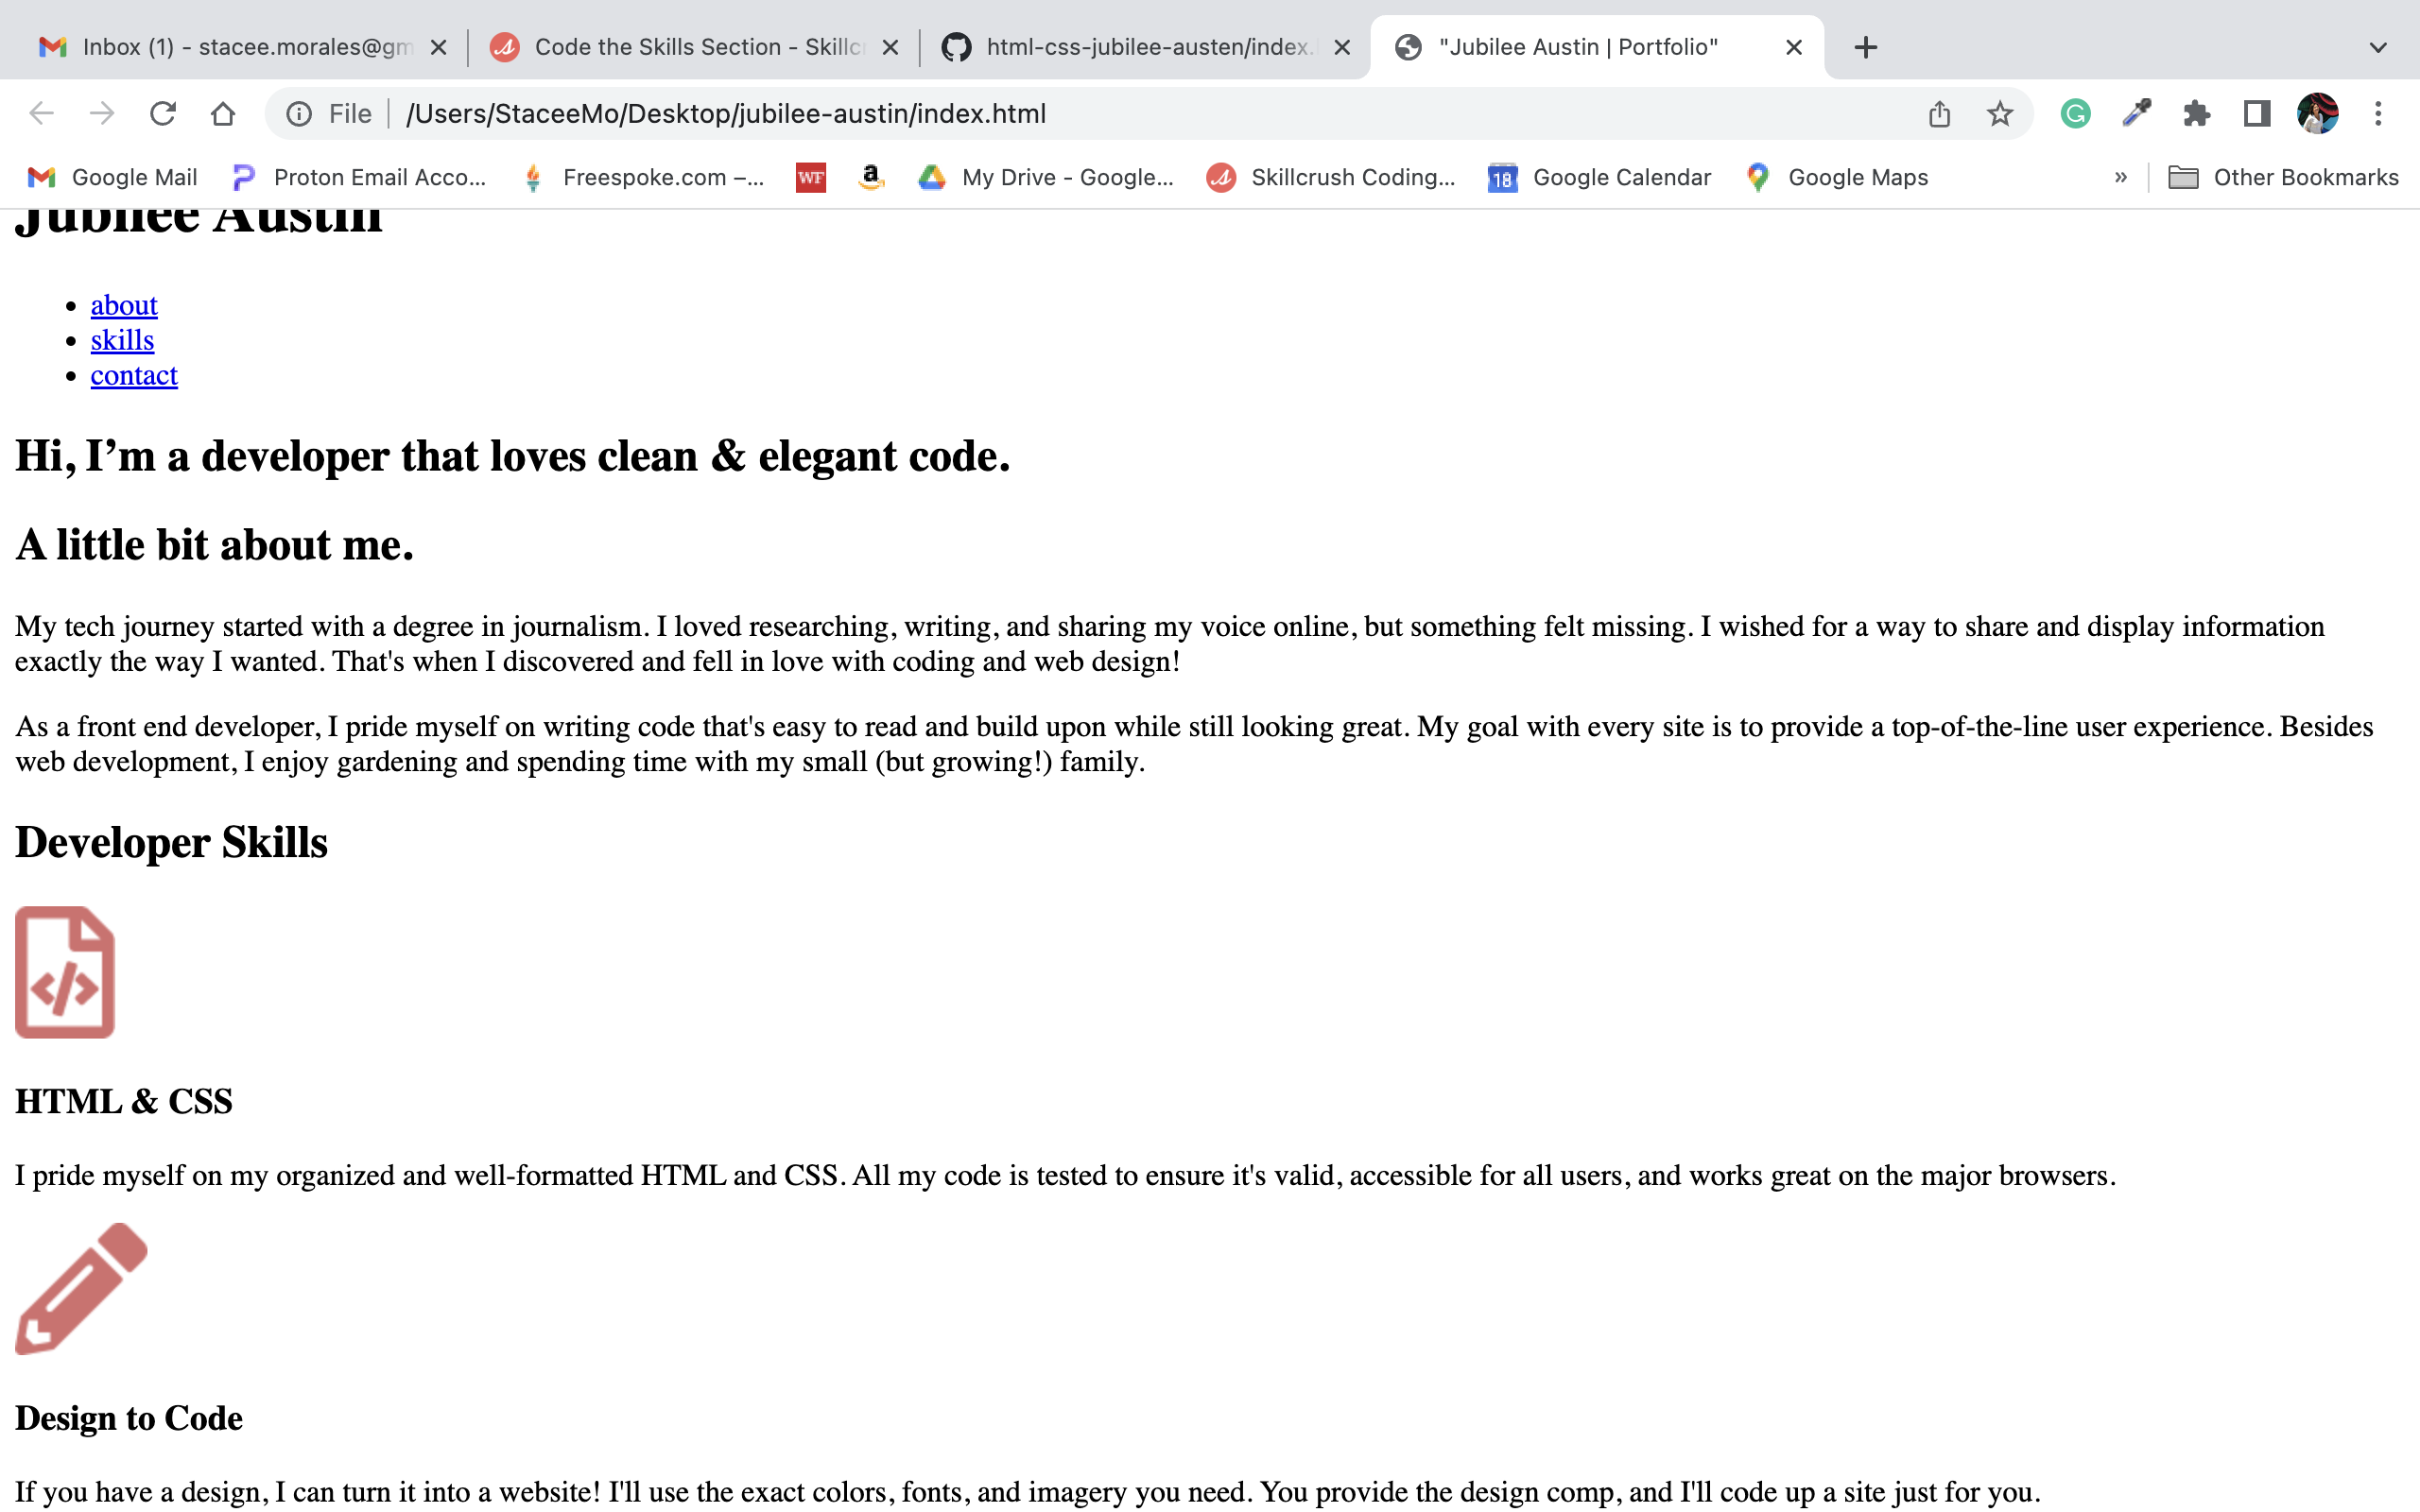 Inbox (1) - stacee.morales@gm
Code the Skills Section - Skillc
html-css-jubilee-austen/index.
"Jubilee Austin | Portfolio"
File
/Users/StaceeMo/Desktop/jubilee-austin/index.html
Google Mail
Proton Email Acco...
Freespoke.com –...
WF
a
My Drive - Google...
Skillcrush Coding...
18
Google Calendar
Google Maps
» Other Bookmarks
Jubilee Austin
• about
• skills
• contact
Hi, I’m a developer that loves clean & elegant code.
A little bit about me.
My tech journey started with a degree in journalism. I loved researching, writing, and sharing my voice online, but something felt missing. I wished for a way to share and display information
exactly the way I wanted. That's when I discovered and fell in love with coding and web design!
As a front end developer, I pride myself on writing code that's easy to read and build upon while still looking great. My goal with every site is to provide a top-of-the-line user experience. Besides
web development, I enjoy gardening and spending time with my small (but growing!) family.
Developer Skills
</>
HTML & CSS
I pride myself on my organized and well-formatted HTML and CSS. All my code is tested to ensure it's valid, accessible for all users, and works great on the major browsers.
Design to Code
If you have a design, I can turn it into a website! I'll use the exact colors, fonts, and imagery you need. You provide the design comp, and I'll code up a site just for you.